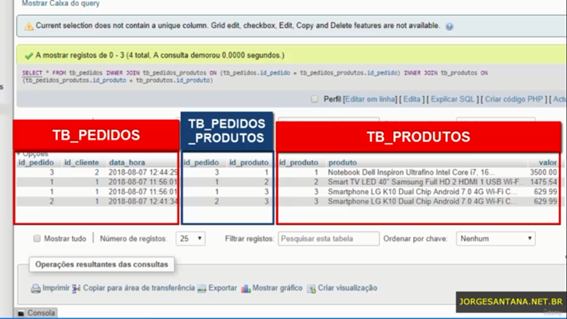 Mostrar Caixa do query
Current selection does not contain a unique column. Grid edit, checkbox, Edit, Copy and Delete features are not available.
A mostrar registos de 0 - 3 (4 total, A consulta demorou 0,0000 segundos.)
SELECT * FROM tb_pedidos INNER JOIN tb_pedidos_produtos ON (tb_pedidos.id_pedido = tb_pedidos_produtos.id_pedido) INNER JOIN tb_produtos ON
(tb_pedidos_produtos.id_produto = tb_produtos.id_produto)
Perfil [Editar em linha] [ Edita ] [ Explicar SQL ] [ Criar código PHP ] [ Actu
TB_PEDIDOS
TB_PEDIDOS
_PRODUTOS
TB_PRODUTOS
+ Opções
id_pedido id_cliente data_hora id_pedido id_produto id_produto produto valor
3 2 2018-08-07 12:44:29 3 1 1 Notebook Dell Inspiron Ultrafino Intel Core i7, 16... 3500.00
1 1 2018-08-07 11:56:01 1 2 2 Smart TV LED 40" Samsung Full HD 2 HDMI 1 USB Wi-F... 1475.54
1 1 2018-08-07 11:56:01 1 3 3 Smartphone LG K10 Dual Chip Android 7.0 4G Wi-Fi C... 629.99
2 1 2018-08-07 12:41:34 2 3 3 Smartphone LG K10 Dual Chip Android 7.0 4G Wi-Fi C... 629.99
Mostrar tudo Número de registos: 25 Filtrar registos: Pesquisar esta tabela Ordenar por chave: Nenhum
Operações resultantes das consultas
Imprimir Copiar para área de transferência Exportar Mostrar gráfico Criar visualização
JORGESANTANA.NET.BR
Consola